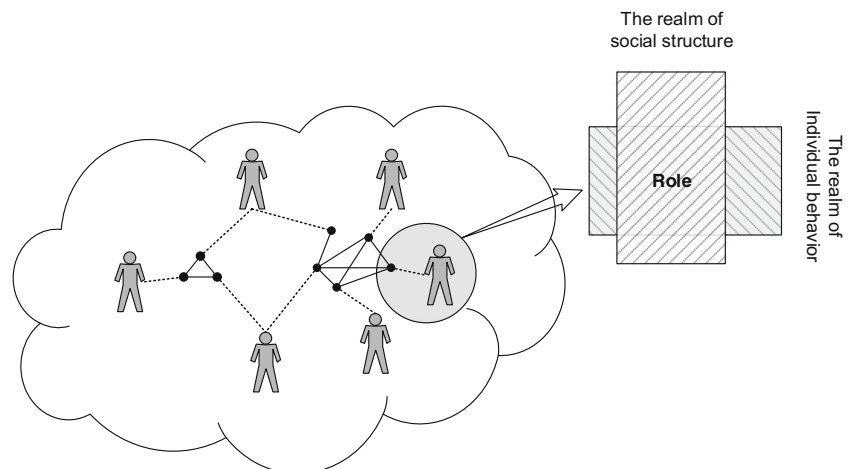 The realm of
social structure
Role
The realm of
Individual behavior